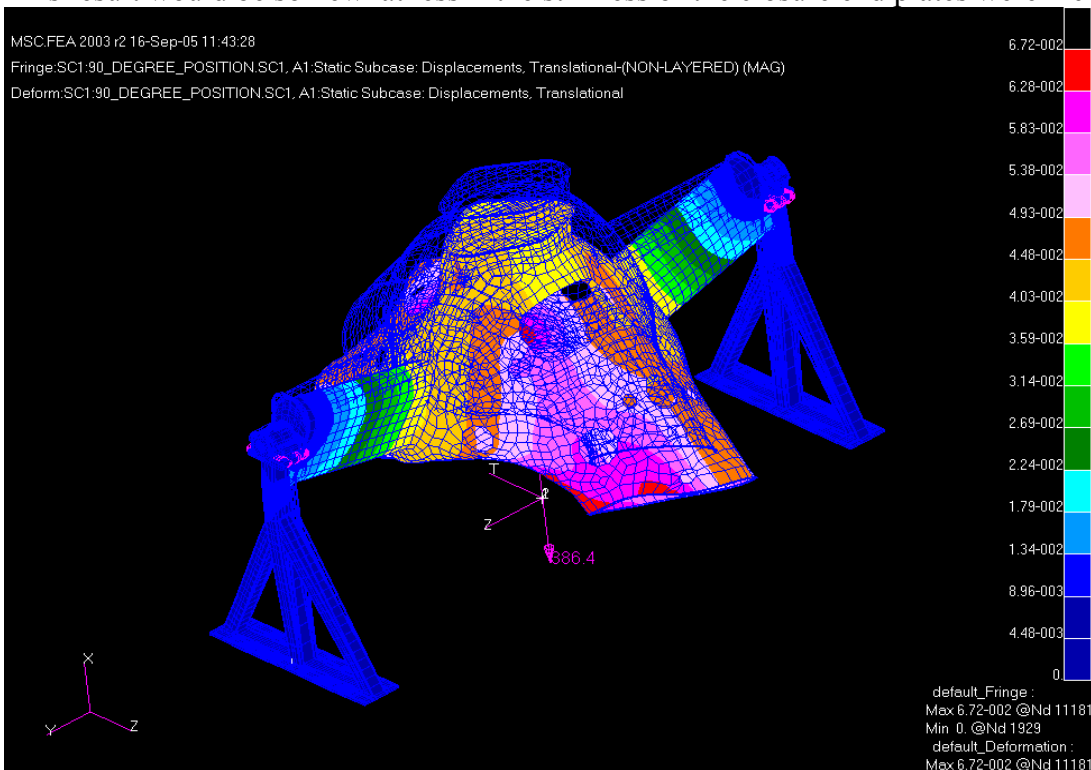 MSC.FEA 2003 r2 16-Sep-05 11:43:28
Fringe:SC1:90_DEGREE_POSITION.SC1, A1:Static Subcase: Displacements, Translational-(NON-LAYERED) (MAG)
Deform:SC1:90_DEGREE_POSITION.SC1, A1:Static Subcase: Displacements, Translational
6.72-002
6.28-002
5.83-002
5.38-002
4.93-002
4.48-002
4.03-002
3.59-002
3.14-002
2.69-002
2.24-002
1.79-002
1.34-002
8.96-003
4.48-003
0.
T
Z
386.4
X
Y
Z
default_Fringe :
Max 6.72-002 @Nd 11181
Min 0. @Nd 1929
default_Deformation :
Max 6.72-002 @Nd 11181